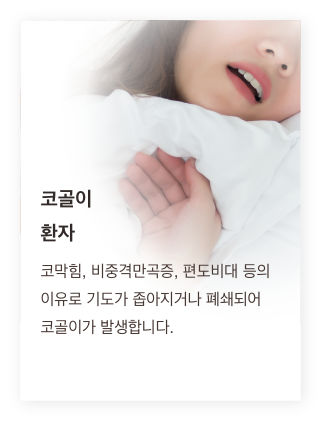 코골이
환자
코막힘, 비중격만곡증, 편도비대 등의
이유로 기도가 좁아지거나 폐쇄되어
코골이가 발생합니다.